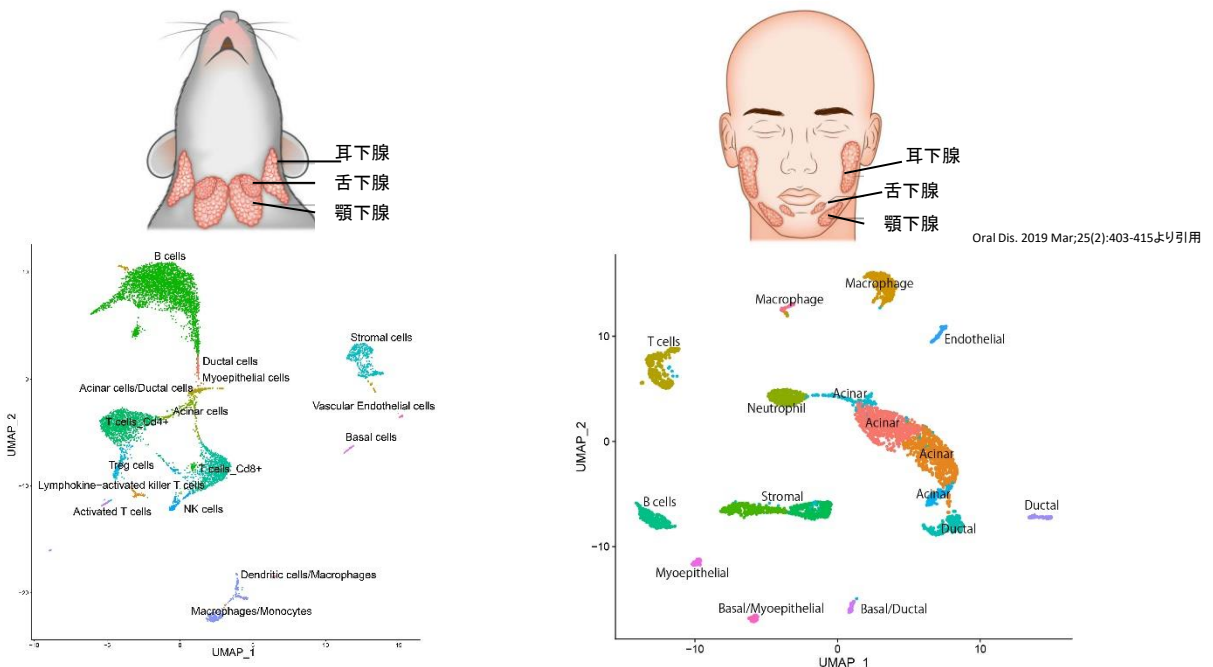 耳下腺
舌下腺
顎下腺
耳下腺
舌下腺
顎下腺
Oral Dis. 2019 Mar;25(2):403-415より引用
B cells
Stromal cells
Ductal cells
Myoepithelial cells
Acinar cells/Ductal cells
Vascular Endothelial cells
Acinar cells
T cells_Cd4+
Basal cells
Treg cells
T cells_Cd8+
Lymphokine-activated killer T cells
Activated T cells
NK cells
Dendritic cells/Macrophages
Macrophages/Monocytes
UMAP_2
0
0
5
UMAP_1
Macrophage
Macrophage
Endothelial
T cells
Acinar
Neutrophil
Acinar
Acinar
Acinar
B cells
Stromal
Ductal
Ductal
Myoepithelial
Basal/Myoepithelial
Basal/Ductal
UMAP_2
10
0
-10
-10
0
10
UMAP_1